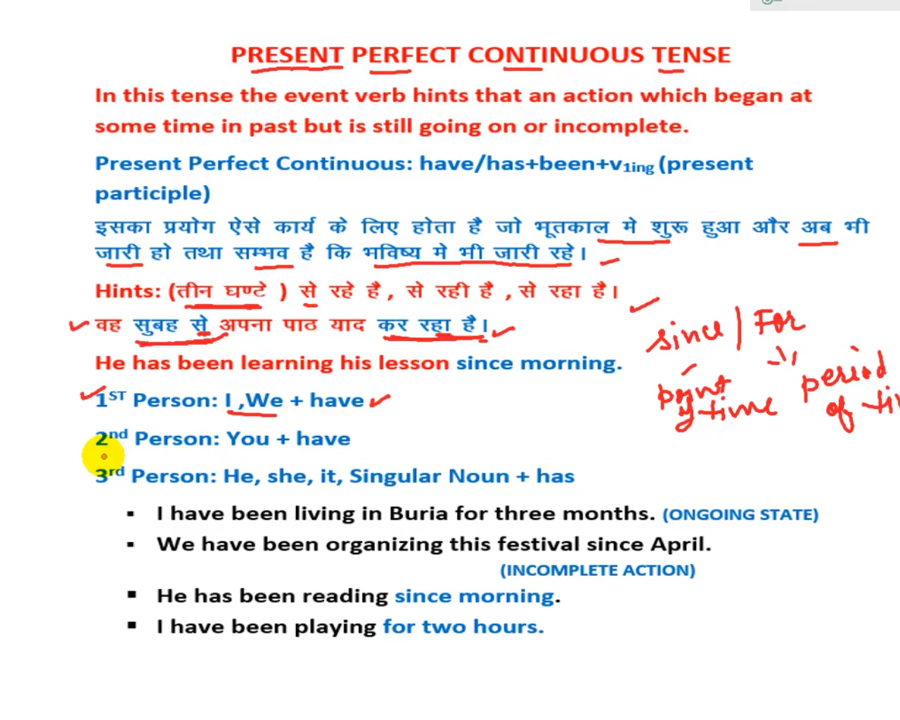 PRESENT PERFECT CONTINUOUS TENSE
In this tense the event verb hints that an action which began at
some time in past but is still going on or incomplete.
Present Perfect Continuous: have/has+been+v1ing (present
participle)
इसका प्रयोग ऐसे कार्य के लिए होता है जो भूतकाल मे शुरू हुआ और अब भी
जारी हो तथा सम्भव है कि भविष्य मे भी जारी रहे।
Hints: (तीन घण्टे ) से रहे है, से रही है, से रहा है।
वह सुबह से अपना पाठ याद कर रहा है।
since / For
He has been learning his lesson since morning.
point of time
period of
1ST Person: I ,We + have
2nd Person: You + have
3rd Person: He, she, it, Singular Noun + has
▪ I have been living in Buria for three months. (ONGOING STATE)
▪ We have been organizing this festival since April.
(INCOMPLETE ACTION)
▪ He has been reading since morning.
▪ I have been playing for two hours.